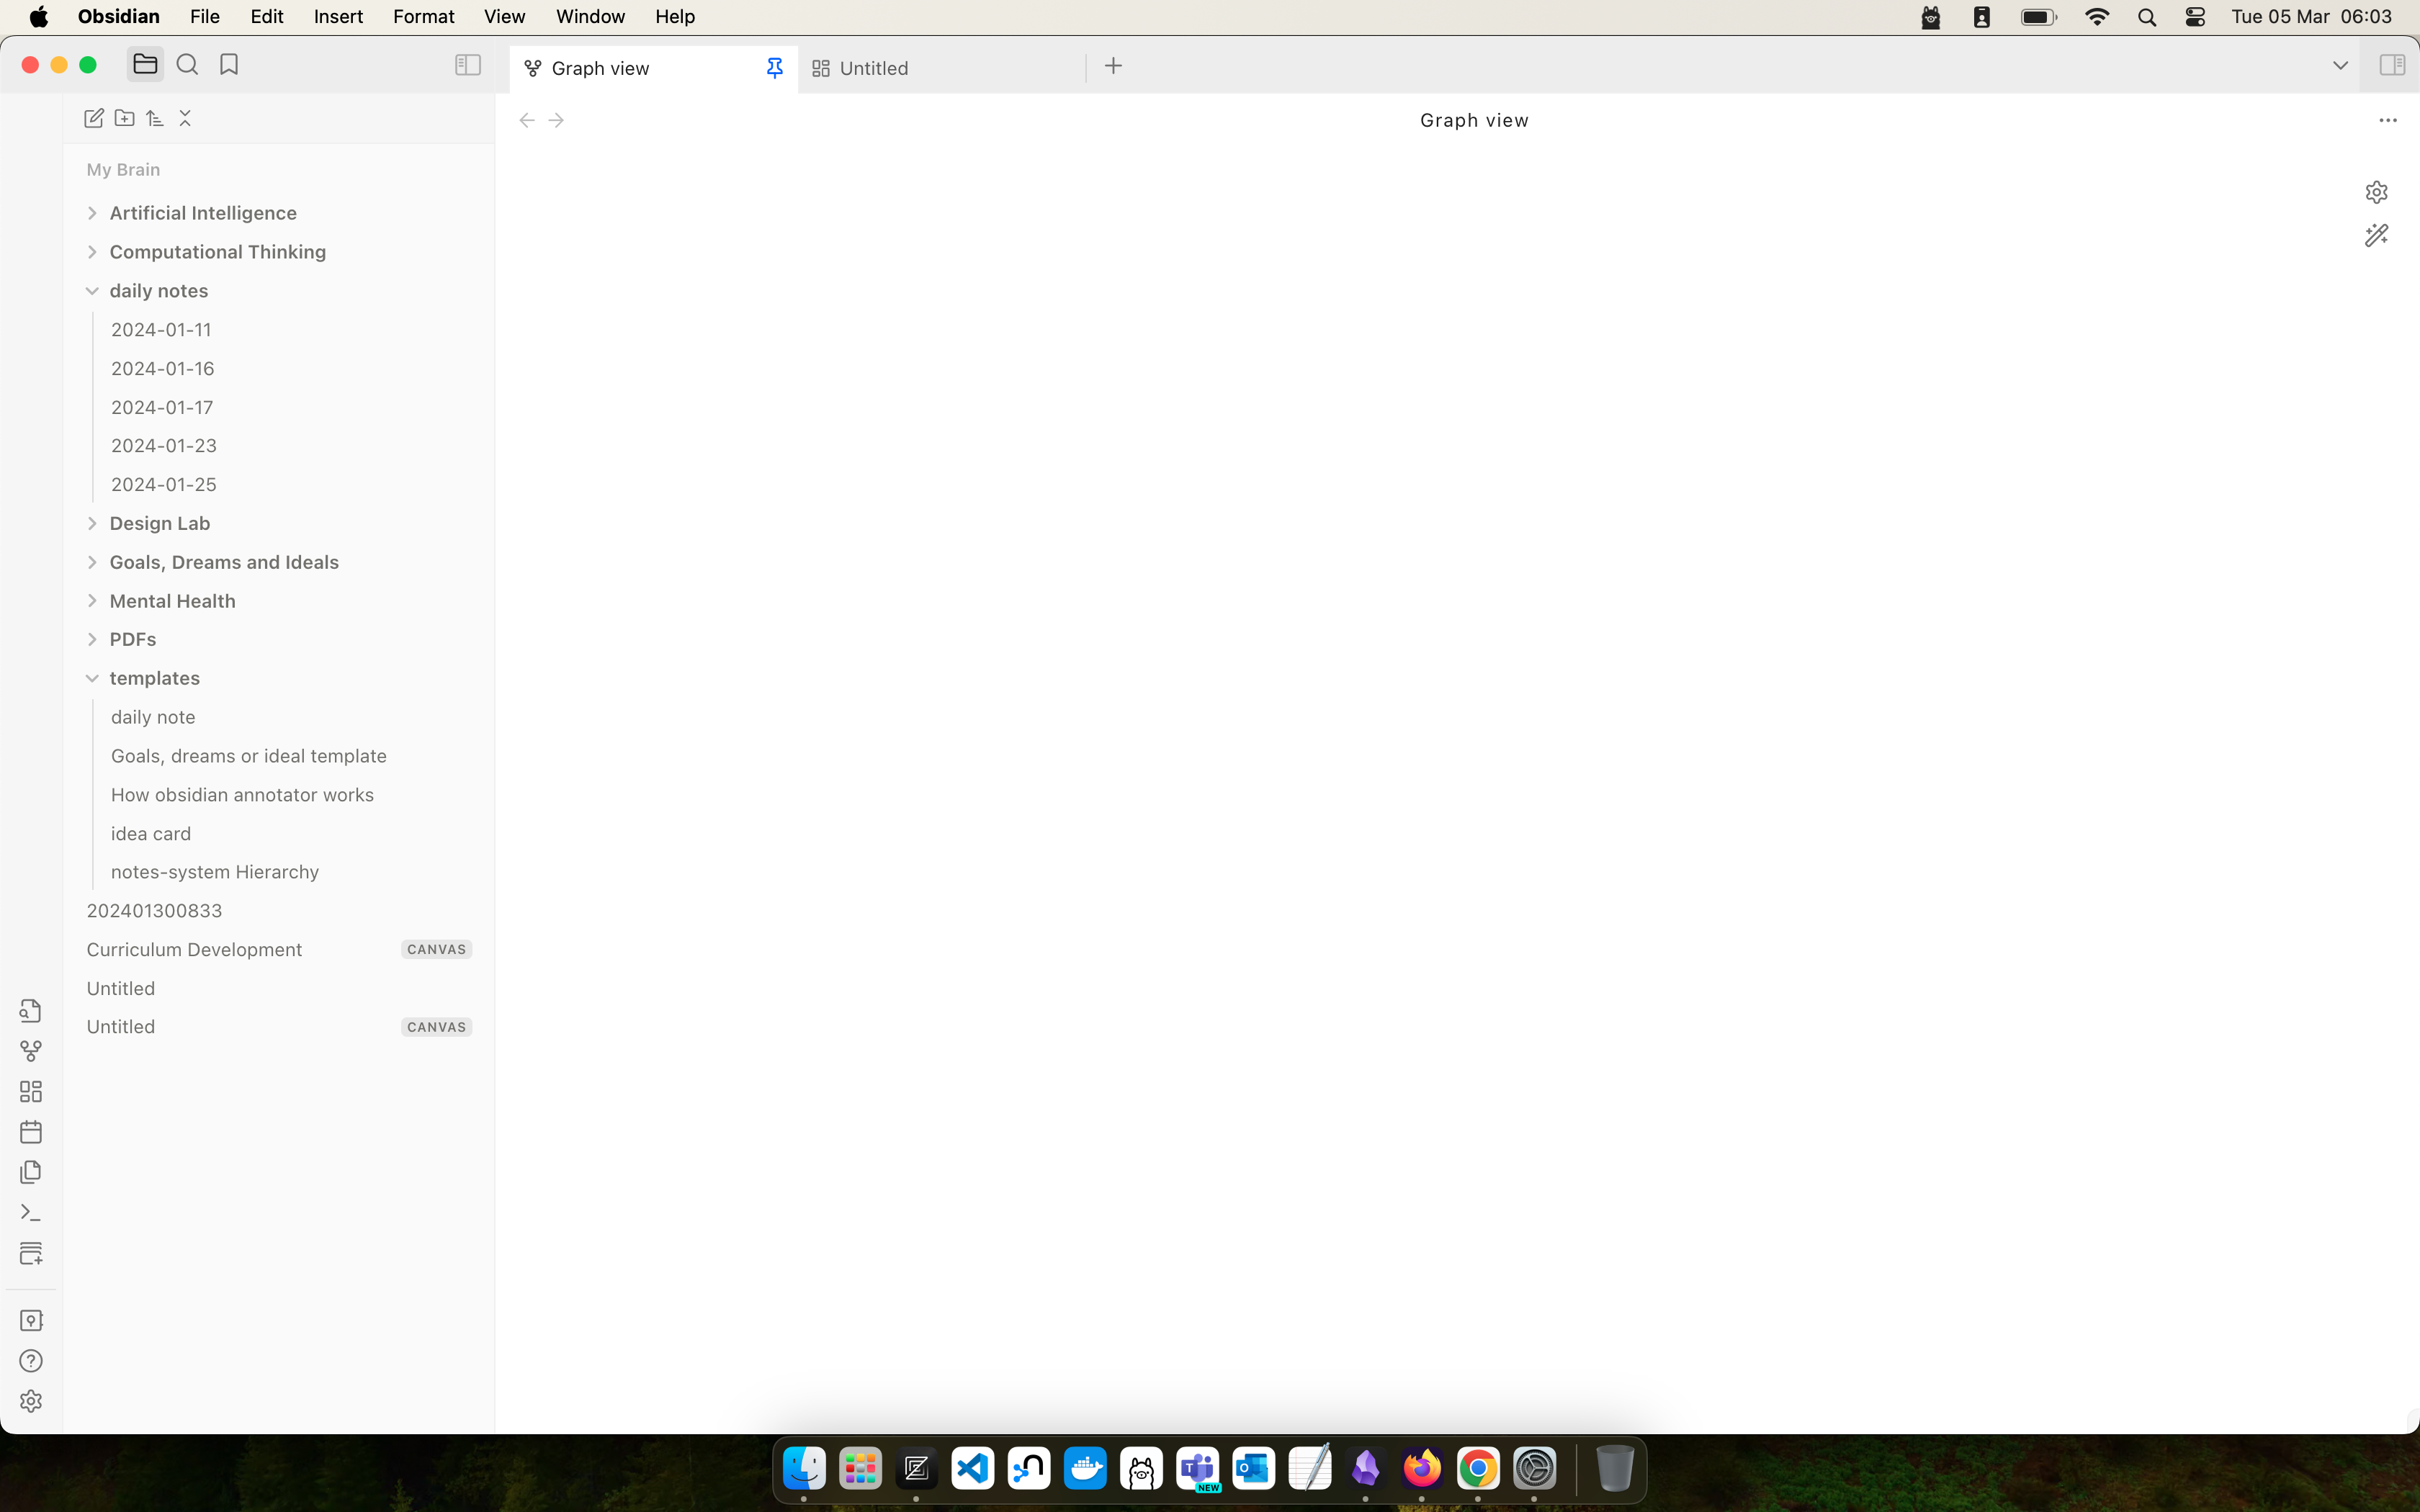 Obsidian File Edit Insert Format View Window Help Tue 05 Mar 06:03
Graph view Untitled
Graph view
My Brain
Artificial Intelligence
Computational Thinking
daily notes
2024-01-11
2024-01-16
2024-01-17
2024-01-23
2024-01-25
Design Lab
Goals, Dreams and Ideals
Mental Health
PDFs
templates
daily note
Goals, dreams or ideal template
How obsidian annotator works
idea card
notes-system Hierarchy
202401300833
Curriculum Development CANVAS
Untitled
Untitled CANVAS
NEW